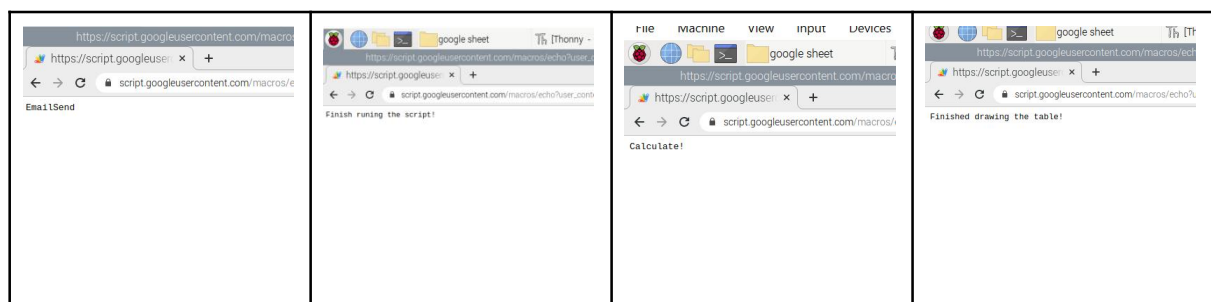 https://script.googleusercontent.com/macros
https://script.googleuser × +
script.googleusercontent.com/macros/e
EmailSend
google sheet [Thonny -
https://script.googleusercontent.com/macros/echo?user_c
https://script.googleuser × +
script.googleusercontent.com/macros/echo?user_cont
Finish runing the script!
File Machine View Input Devices
google sheet
https://script.googleusercontent.com/macro
https://script.googleuser × +
script.googleusercontent.com/macros/
Calculate!
google sheet [Th
https://script.googleusercontent.com/macros/ech
https://script.googleuser × +
script.googleusercontent.com/macros/echo?u
Finished drawing the table!